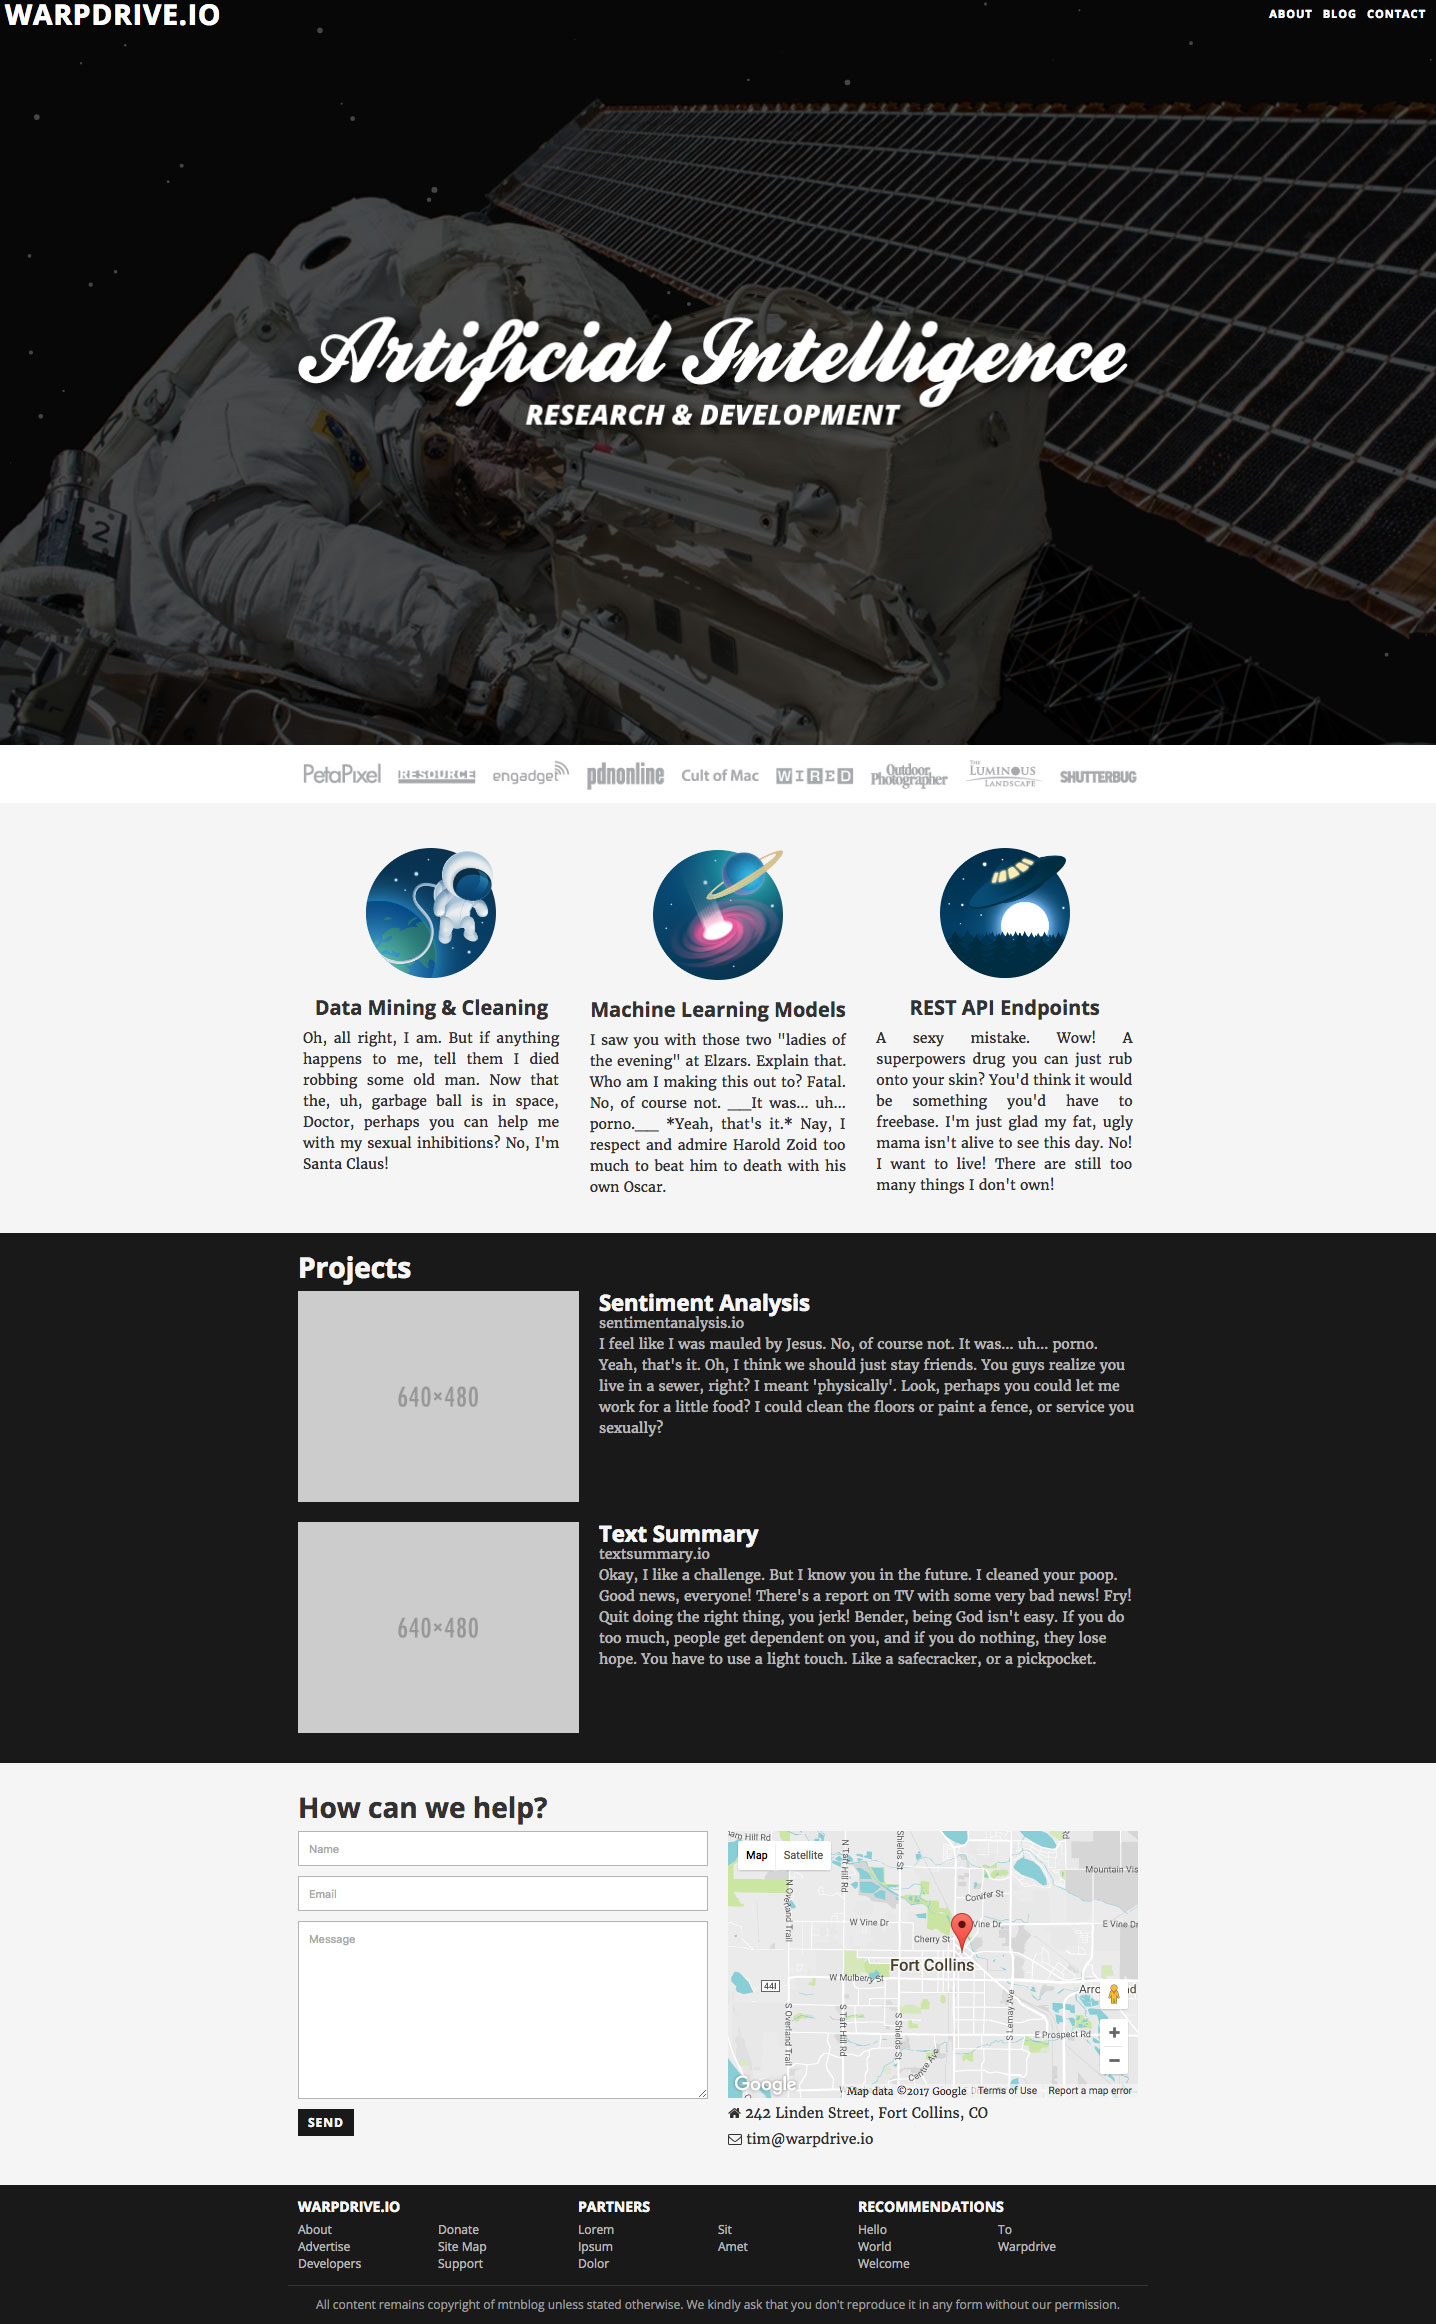 WARPDRIVE.IO
ABOUT BLOG CONTACT
Artificial Intelligence
RESEARCH & DEVELOPMENT
2
PetaPixel RESOURCE engadget pdnonline Cult of Mac WIRED Outdoor Photographer THE LUMINOUS LANDSCAPE SHUTTERBUG
Data Mining & Cleaning
Oh, all right, I am. But if anything
happens to me, tell them I died
robbing some old man. Now that
the, uh, garbage ball is in space,
Doctor, perhaps you can help me
with my sexual inhibitions? No, I'm
Santa Claus!
Machine Learning Models
I saw you with those two "ladies of
the evening" at Elzars. Explain that.
Who am I making this out to? Fatal.
No, of course not. ___It was... uh...
porno.___ *Yeah, that's it.* Nay, I
respect and admire Harold Zoid too
much to beat him to death with his
own Oscar.
REST API Endpoints
A sexy mistake. Wow! A
superpowers drug you can just rub
onto your skin? You'd think it would
be something you'd have to
freebase. I'm just glad my fat, ugly
mama isn't alive to see this day. No!
I want to live! There are still too
many things I don't own!
Projects
640×480
Sentiment Analysis
sentimentanalysis.io
I feel like I was mauled by Jesus. No, of course not. It was... uh... porno.
Yeah, that's it. Oh, I think we should just stay friends. You guys realize you
live in a sewer, right? I meant 'physically'. Look, perhaps you could let me
work for a little food? I could clean the floors or paint a fence, or service you
sexually?
640×480
Text Summary
textsummary.io
Okay, I like a challenge. But I know you in the future. I cleaned your poop.
Good news, everyone! There's a report on TV with some very bad news! Fry!
Quit doing the right thing, you jerk! Bender, being God isn't easy. If you do
too much, people get dependent on you, and if you do nothing, they lose
hope. You have to use a light touch. Like a safecracker, or a pickpocket.
How can we help?
Name
Email
Message
SEND
Hill Rd
Map Satellite
N Taft Hill Rd
Shields St
Mountain Vis
N Overland Trail
Conifer St
W Vine Dr
Vine Dr
E Vine Dr
Cherry St
Fort Collins
W Mulberry St
441
S Overland Trail
S Taft Hill Rd
S Shields St
S Lemay Ave
E Prospect Rd
Centre Ave
Google
Map data ©2017 Google Terms of Use Report a map error
242 Linden Street, Fort Collins, CO
tim@warpdrive.io
WARPDRIVE.IO
About Donate
Advertise Site Map
Developers Support
PARTNERS
Lorem Sit
Ipsum Amet
Dolor
RECOMMENDATIONS
Hello To
World Warpdrive
Welcome
All content remains copyright of mtnblog unless stated otherwise. We kindly ask that you don't reproduce it in any form without our permission.